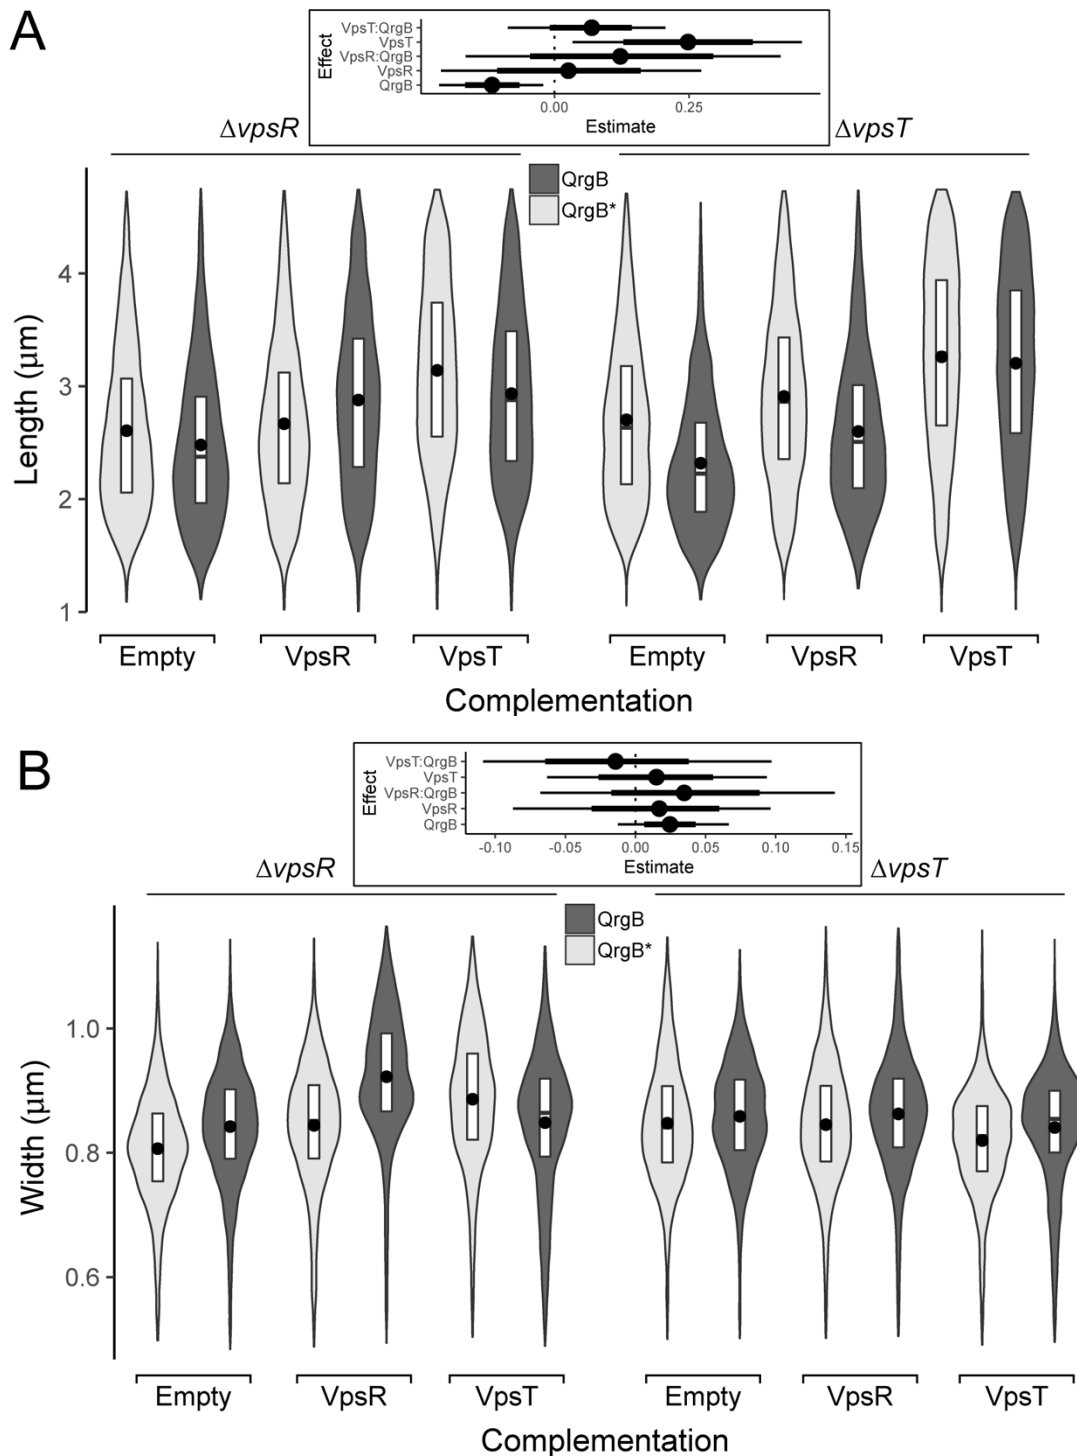 A
Effect
VpsT:QrgB
VpsT
VpsR:QrgB
VpsR
QrgB
0.00 0.25
Estimate
ΔvpsR ΔvpsT
QrgB
QrgB*
Length (μm)
4
3
2
1
Empty VpsR VpsT Empty VpsR VpsT
Complementation
B
Effect
VpsT:QrgB
VpsT
VpsR:QrgB
VpsR
QrgB
-0.10 -0.05 0.00 0.05 0.10 0.15
Estimate
ΔvpsR ΔvpsT
QrgB
QrgB*
Width (μm)
1.0
0.8
0.6
Empty VpsR VpsT Empty VpsR VpsT
Complementation